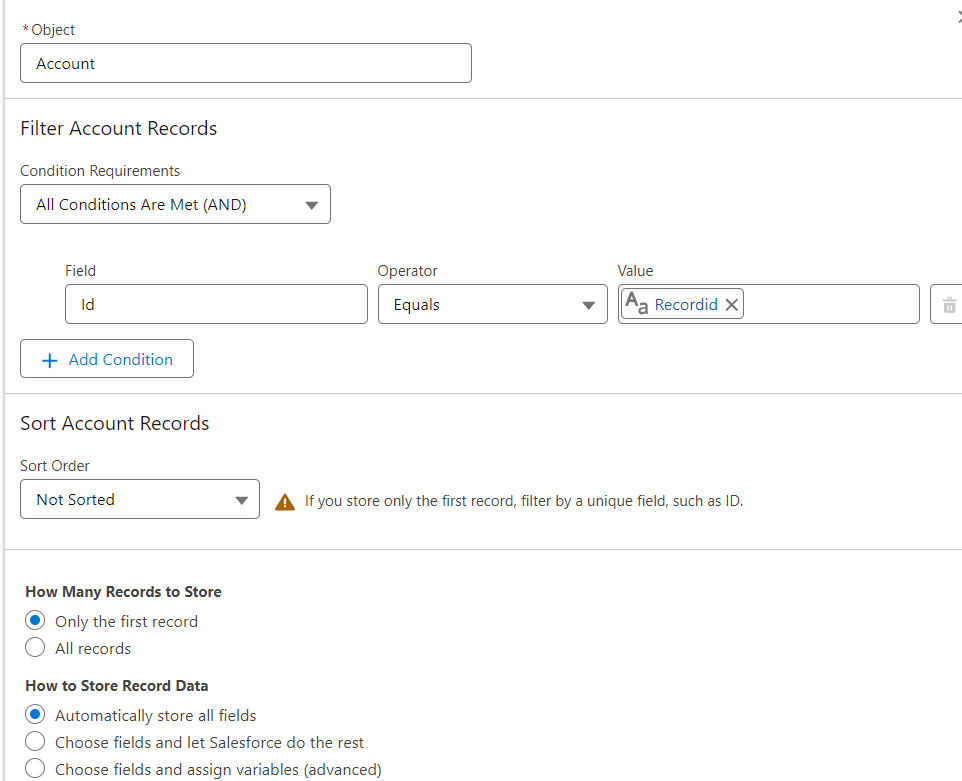 * Object
Account
Filter Account Records
Condition Requirements
All Conditions Are Met (AND)
Field Operator Value
Id Equals Aa Recordid
+ Add Condition
Sort Account Records
Sort Order
Not Sorted If you store only the first record, filter by a unique field, such as ID.
How Many Records to Store
Only the first record
All records
How to Store Record Data
Automatically store all fields
Choose fields and let Salesforce do the rest
Choose fields and assign variables (advanced)